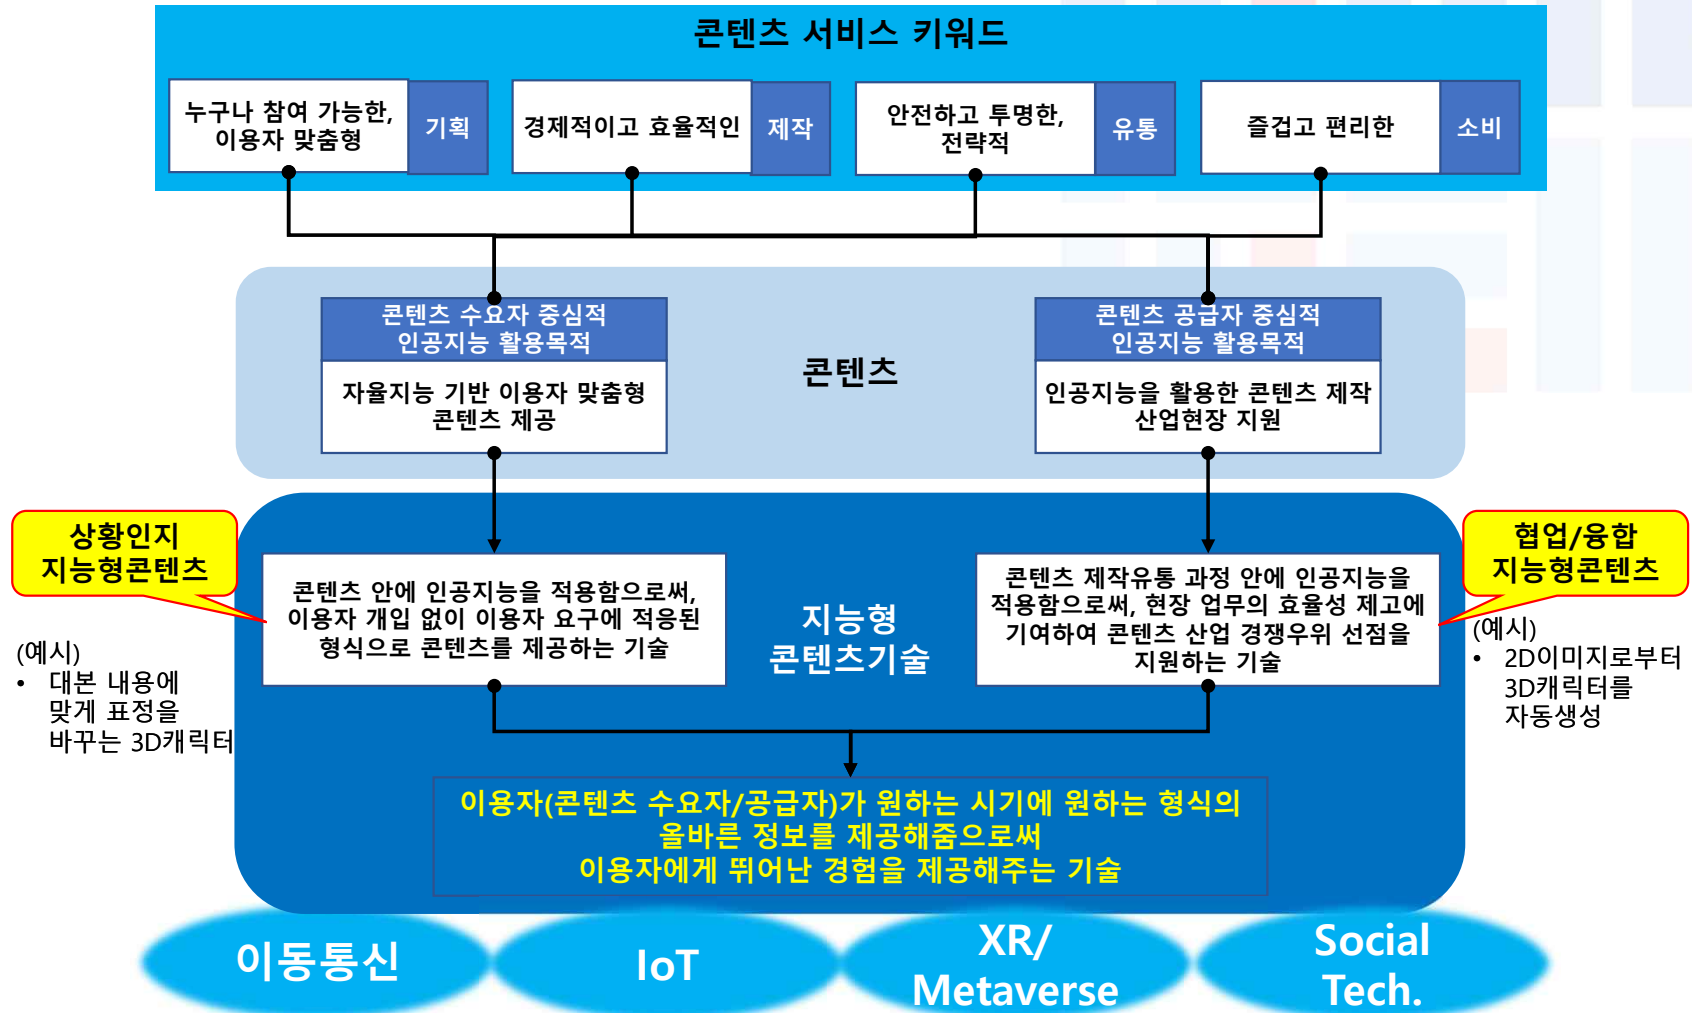 콘텐츠 서비스 키워드
누구나 참여 가능한,
이용자 맞춤형
기획
경제적이고 효율적인
제작
안전하고 투명한,
전략적
유통
즐겁고 편리한
소비
콘텐츠 수요자 중심적
인공지능 활용목적
자율지능 기반 이용자 맞춤형
콘텐츠 제공
콘텐츠
콘텐츠 공급자 중심적
인공지능 활용목적
인공지능을 활용한 콘텐츠 제작
산업현장 지원
상황인지
지능형콘텐츠
(예시)
• 대본 내용에
맞게 표정을
바꾸는 3D캐릭터
콘텐츠 안에 인공지능을 적용함으로써,
이용자 개입 없이 이용자 요구에 적응된
형식으로 콘텐츠를 제공하는 기술
지능형
콘텐츠기술
콘텐츠 제작유통 과정 안에 인공지능을
적용함으로써, 현장 업무의 효율성 제고에
기여하여 콘텐츠 산업 경쟁우위 선점을
지원하는 기술
협업/융합
지능형콘텐츠
(예시)
• 2D이미지로부터
3D캐릭터를
자동생성
이용자(콘텐츠 수요자/공급자)가 원하는 시기에 원하는 형식의
올바른 정보를 제공해줌으로써
이용자에게 뛰어난 경험을 제공해주는 기술
이동통신
IoT
XR/
Metaverse
Social
Tech.